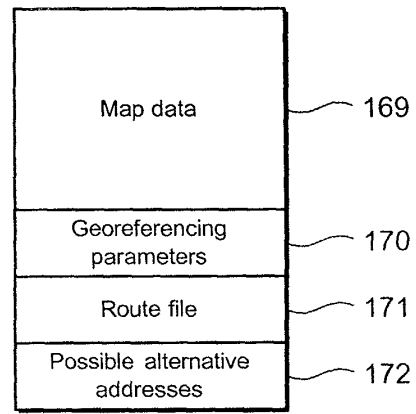 Map data
169
Georeferencing
parameters
170
Route file
171
Possible alternative
addresses
172